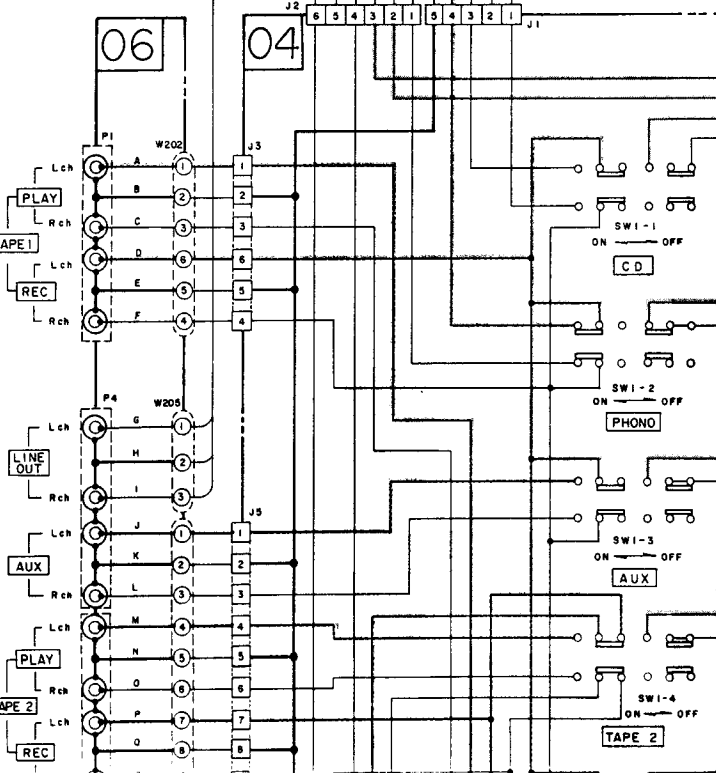 J2 6 5 4 3 2 1 5 4 3 2 1 J1
06 04
P1 W202 J3
Lch A 1 1
PLAY B 2 2
Rch C 3 3
APE 1
Lch D 6 6
REC E 5 5
Rch F 4 4
SW1-1
ON OFF
CD
SW1-2
ON OFF
PHONO
P4 W205
Lch G 1
LINE OUT H 2
Rch I 3
J5
Lch J 1 1
AUX K 2 2
Rch L 3 3
SW1-3
ON OFF
AUX
Lch M 4 4
PLAY N 5 5
Rch O 6 6
APE 2
Lch P 7 7
REC Q 8 8
SW1-4
ON OFF
TAPE 2